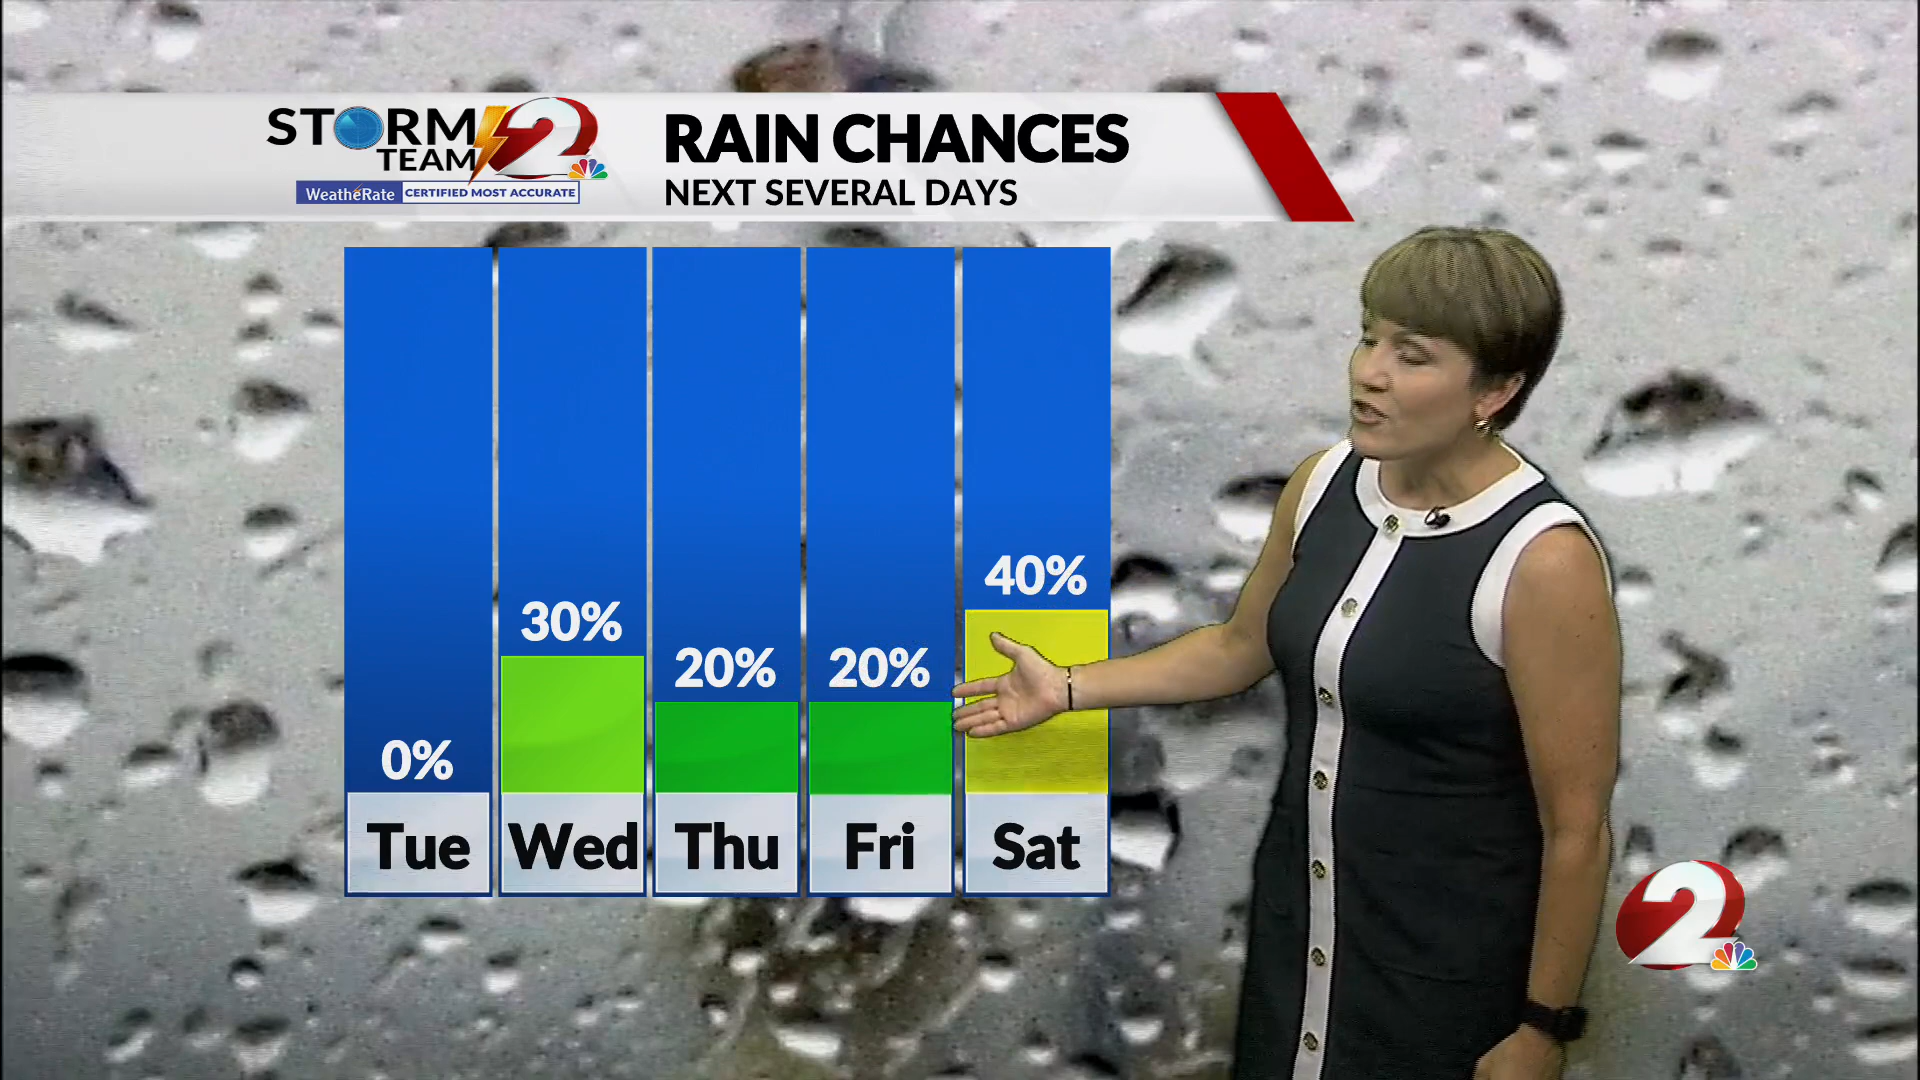 STORM
TEAM
2
WeatheRate CERTIFIED MOST ACCURATE
RAIN CHANCES
NEXT SEVERAL DAYS
0% 30% 20% 20% 40%
Tue Wed Thu Fri Sat
2